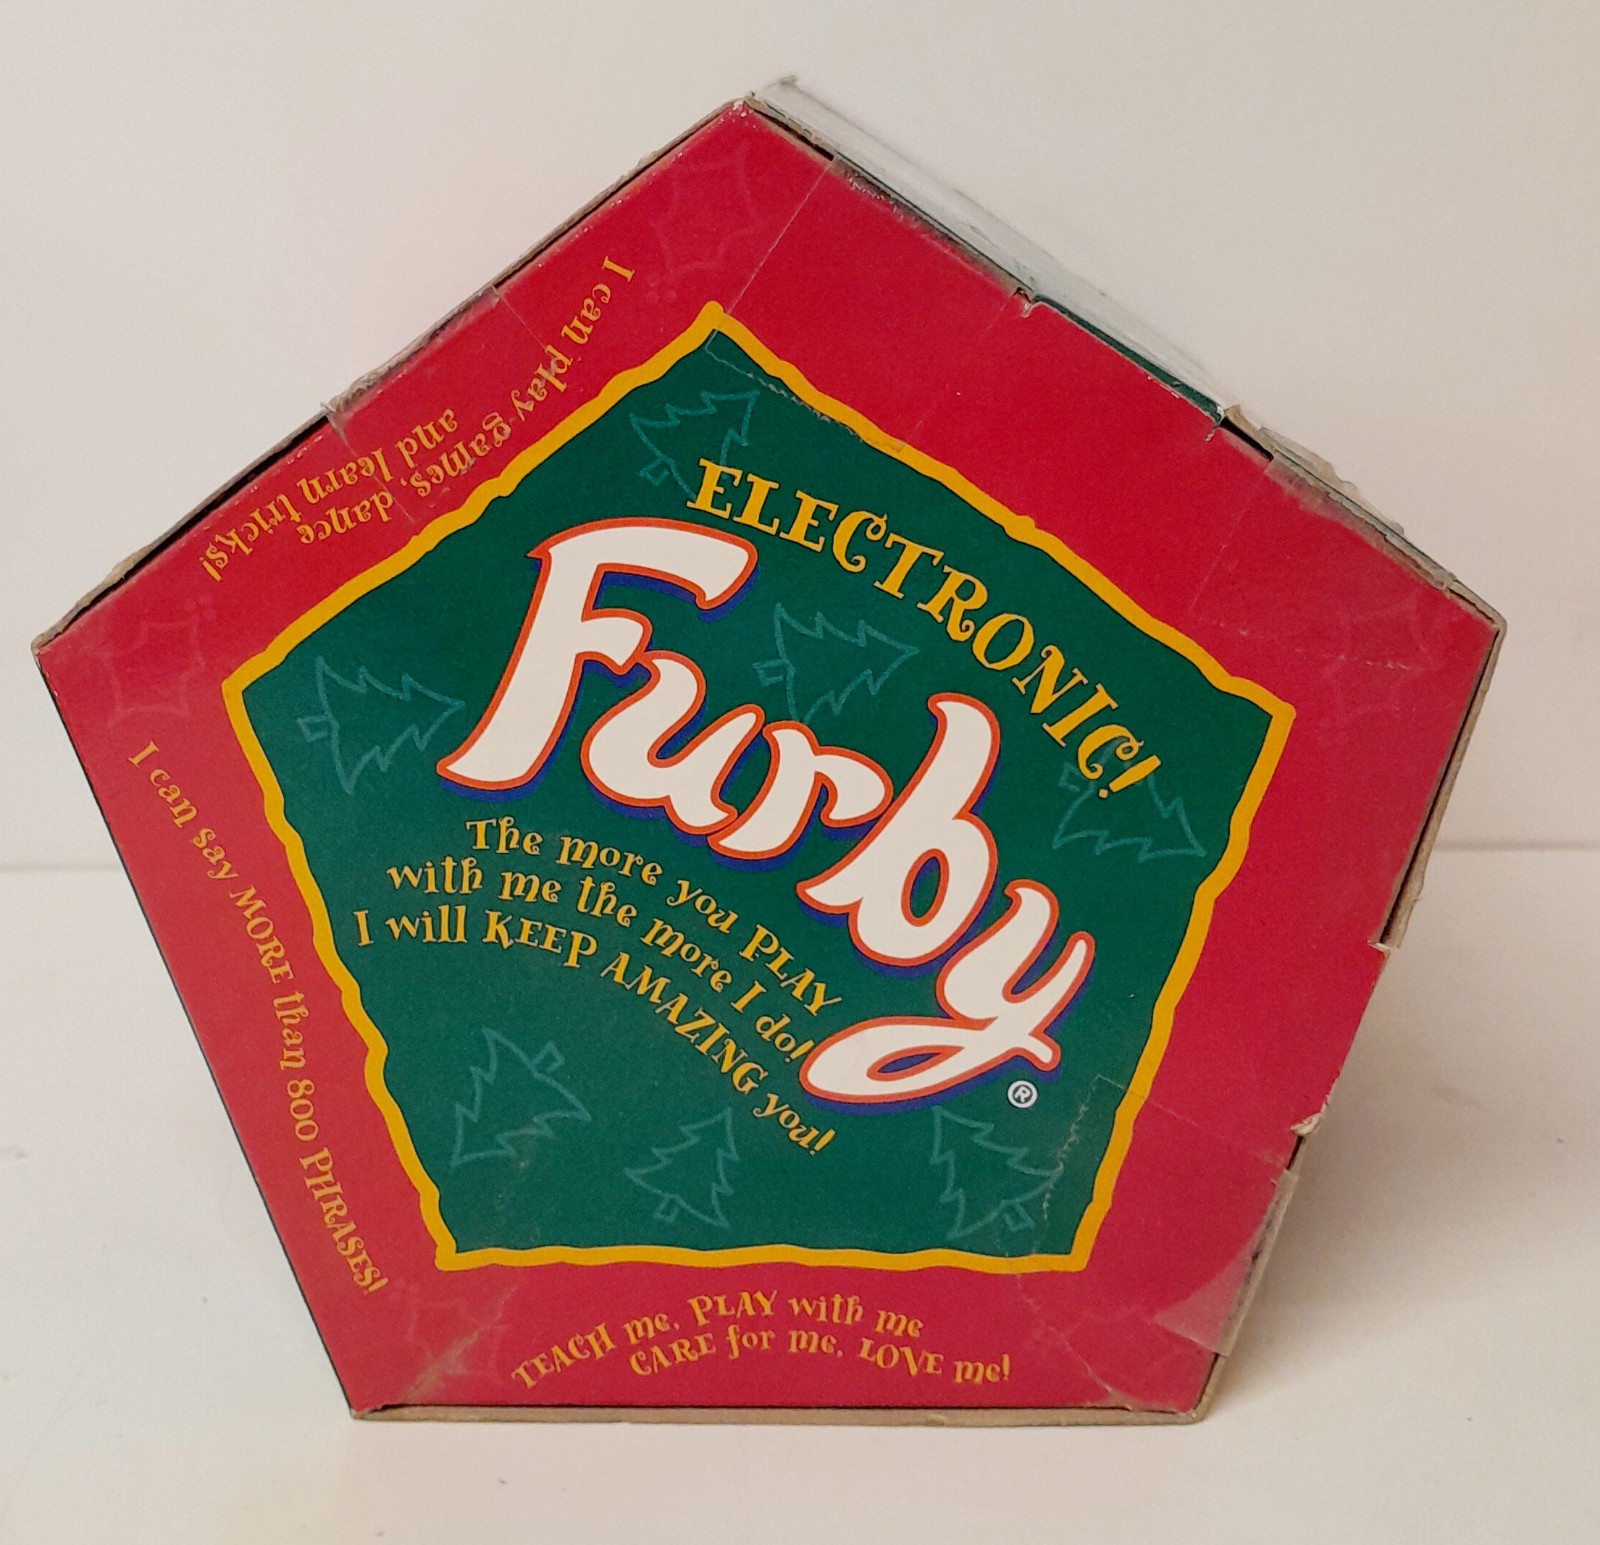 ELECTRONIC!
Furby®
The more you PLAY
with me the more I do!
I will KEEP AMAZING you!
I can play games, dance
and learn tricks!
I can say MORE than 800 PHRASES!
TEACH me, PLAY with me
CARE for me, LOVE me!